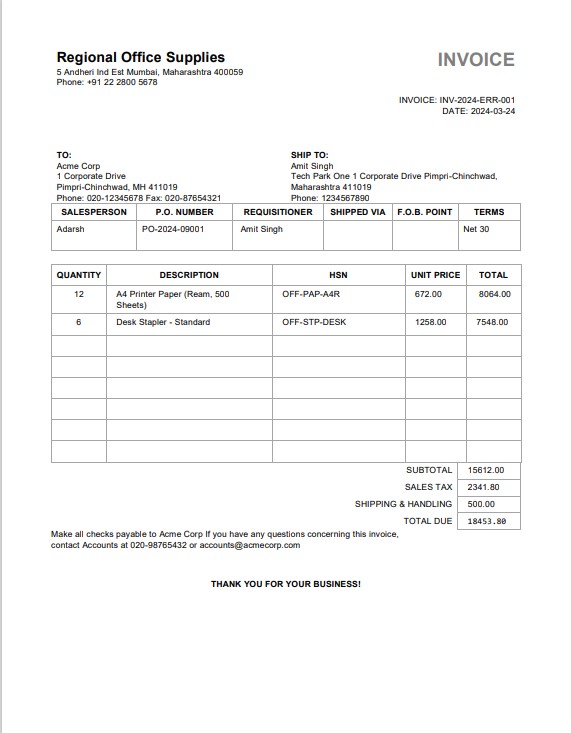 Regional Office Supplies
INVOICE
5 Andheri Ind Est Mumbai, Maharashtra 400059
Phone: +91 22 2800 5678
INVOICE: INV-2024-ERR-001
DATE: 2024-03-24
TO:
Acme Corp
1 Corporate Drive
Pimpri-Chinchwad, MH 411019
Phone: 020-12345678 Fax: 020-87654321
SHIP TO:
Amit Singh
Tech Park One 1 Corporate Drive Pimpri-Chinchwad,
Maharashtra 411019
Phone: 1234567890
SALESPERSON P.O. NUMBER REQUISITIONER SHIPPED VIA F.O.B. POINT TERMS
Adarsh PO-2024-09001 Amit Singh Net 30
QUANTITY DESCRIPTION HSN UNIT PRICE TOTAL
12 A4 Printer Paper (Ream, 500 OFF-PAP-A4R 672.00 8064.00
Sheets)
6 Desk Stapler - Standard OFF-STP-DESK 1258.00 7548.00
SUBTOTAL 15612.00
SALES TAX 2341.80
SHIPPING & HANDLING 500.00
TOTAL DUE 18453.80
Make all checks payable to Acme Corp If you have any questions concerning this invoice,
contact Accounts at 020-98765432 or accounts@acmecorp.com
THANK YOU FOR YOUR BUSINESS!